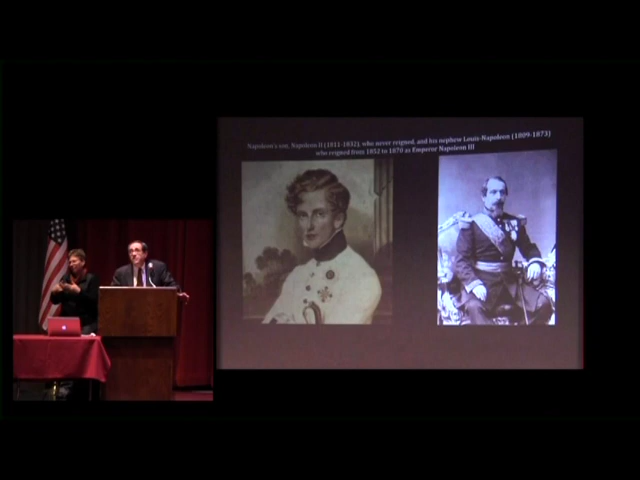 Napoleon's son, Napoleon II (1811-1832), who never reigned, and his nephew Louis-Napoleon (1809-1873)
who reigned from 1852 to 1870 as Emperor Napoleon III